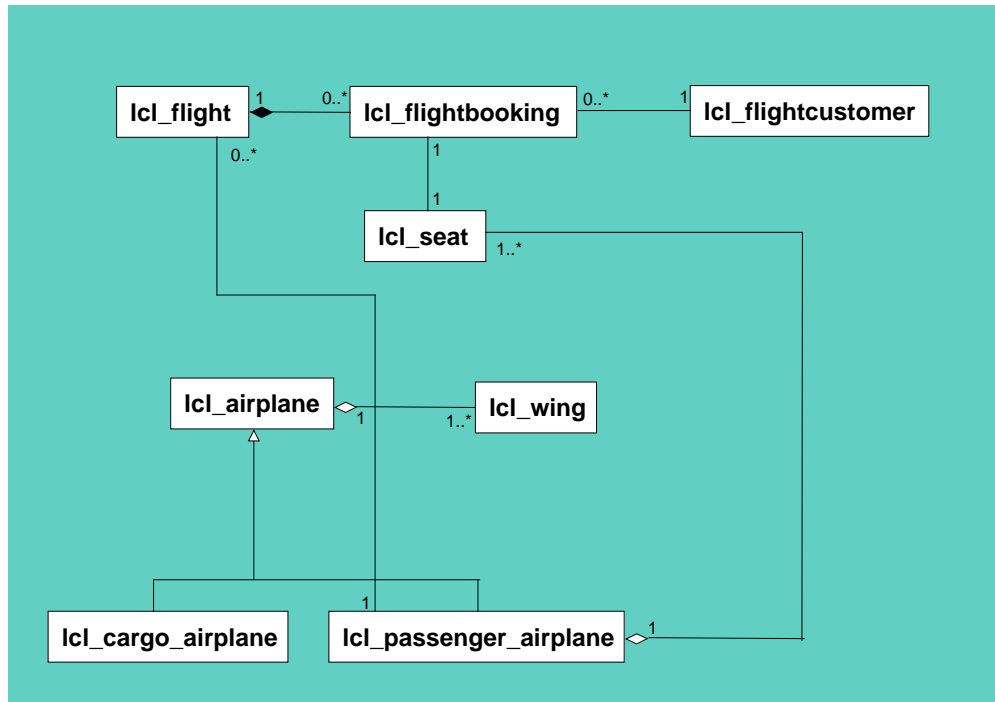 lcl_flight
1
0..*
lcl_flightbooking
0..*
1
lcl_flightcustomer
0..*
1
1
lcl_seat
1..*
lcl_airplane
1
1..*
lcl_wing
lcl_cargo_airplane
1
lcl_passenger_airplane
1